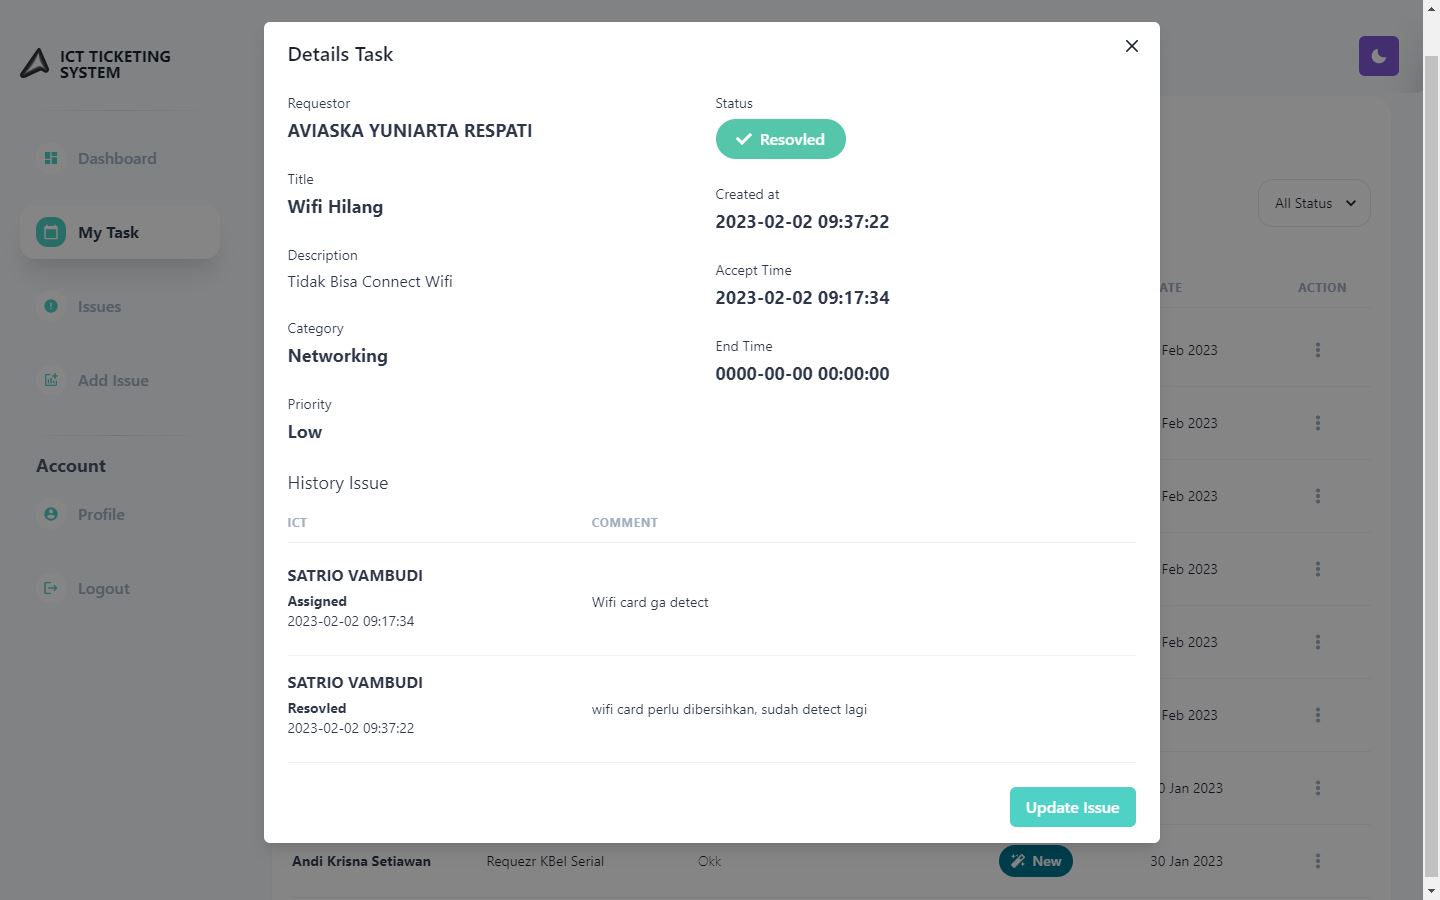 ICT TICKETING
SYSTEM
Dashboard
My Task
Issues
Add Issue
Account
Profile
Logout
Details Task
Requestor
AVIASKA YUNIARTA RESPATI
Title
Wifi Hilang
Description
Tidak Bisa Connect Wifi
Category
Networking
Priority
Low
Status
Resovled
Created at
2023-02-02 09:37:22
Accept Time
2023-02-02 09:17:34
End Time
0000-00-00 00:00:00
History Issue
ICT COMMENT
SATRIO VAMBUDI
Assigned
2023-02-02 09:17:34
Wifi card ga detect
SATRIO VAMBUDI
Resovled
2023-02-02 09:37:22
wifi card perlu dibersihkan, sudah detect lagi
Update Issue
All Status
ACTION
Feb 2023
Feb 2023
Feb 2023
Feb 2023
Feb 2023
Feb 2023
Jan 2023
Andi Krisna Setiawan Requezr KBel Serial Okk New 30 Jan 2023